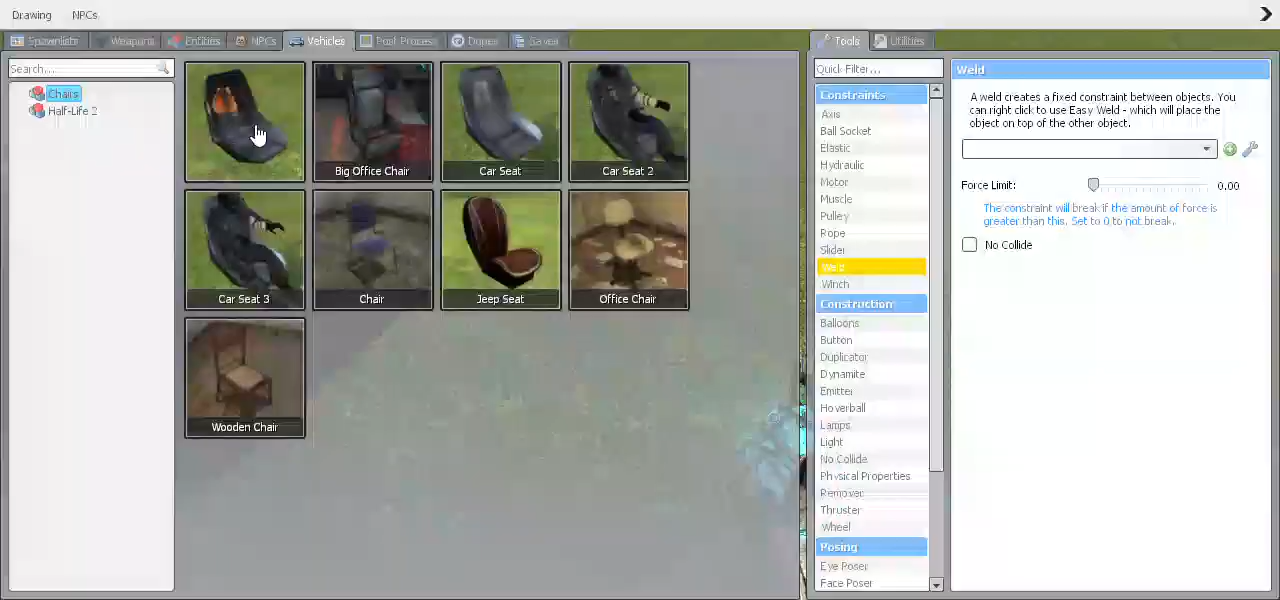 Drawing
NPCs
Spawnlists
Weapons
Entities
NPCs
Vehicles
Post Process
Dupes
Saves
Tools
Utilities
Search...
Chairs
Half-Life 2
Big Office Chair
Car Seat
Car Seat 2
Car Seat 3
Chair
Jeep Seat
Office Chair
Wooden Chair
Quick Filter...
Constraints
Axis
Ball Socket
Elastic
Hydraulic
Motor
Muscle
Pulley
Rope
Slider
Weld
Winch
Construction
Balloons
Button
Duplicator
Dynamite
Emitter
Hoverball
Lamps
Light
No Collide
Physical Properties
Remover
Thruster
Wheel
Posing
Eye Poser
Face Poser
Weld
A weld creates a fixed constraint between objects. You
can right click to use Easy Weld - which will place the
object on top of the other object.
Force Limit:
0.00
The constraint will break if the amount of force is
greater than this. Set to 0 to not break.
No Collide